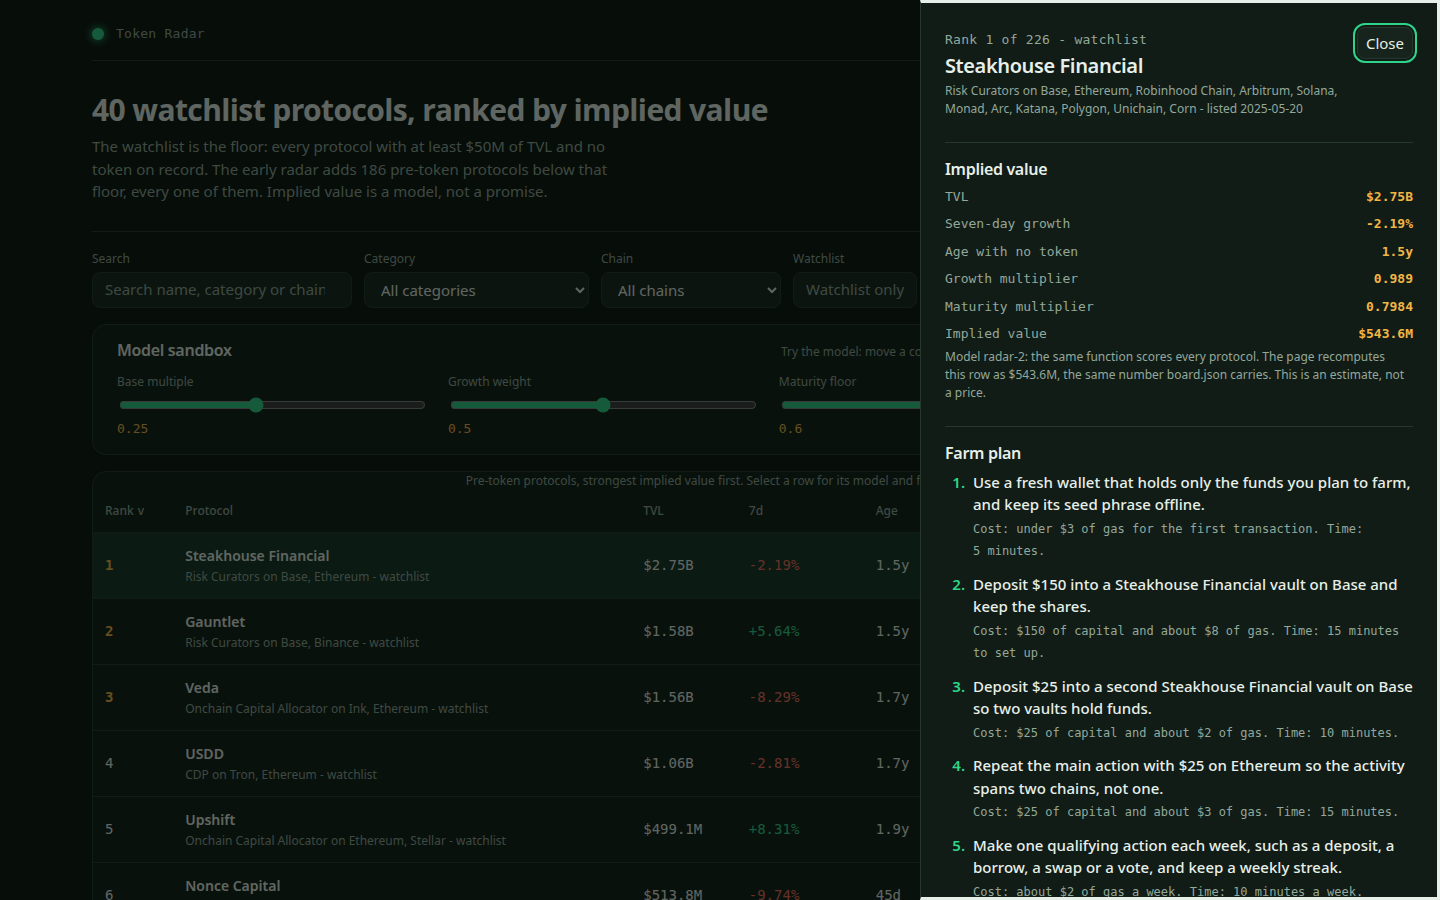 Token Radar
40 watchlist protocols, ranked by implied value
The watchlist is the floor: every protocol with at least $50M of TVL and no
token on record. The early radar adds 186 pre-token protocols below that
floor, every one of them. Implied value is a model, not a promise.
Search
Category
Chain
Watchlist
Search name, category or chain
All categories
All chains
Watchlist only
Model sandbox
Try the model: move a co
Base multiple
Growth weight
Maturity floor
0.25
0.5
0.6
Pre-token protocols, strongest implied value first. Select a row for its model and f
Rank v
Protocol
TVL
7d
Age
1
Steakhouse Financial
Risk Curators on Base, Ethereum - watchlist
$2.75B
-2.19%
1.5y
2
Gauntlet
Risk Curators on Base, Binance - watchlist
$1.58B
+5.64%
1.5y
3
Veda
Onchain Capital Allocator on Ink, Ethereum - watchlist
$1.56B
-8.29%
1.7y
4
USDD
CDP on Tron, Ethereum - watchlist
$1.06B
-2.81%
1.7y
5
Upshift
Onchain Capital Allocator on Ethereum, Stellar - watchlist
$499.1M
+8.31%
1.9y
6
Nonce Capital
$513.8M
-9.74%
45d
Rank 1 of 226 - watchlist
Close
Steakhouse Financial
Risk Curators on Base, Ethereum, Robinhood Chain, Arbitrum, Solana,
Monad, Arc, Katana, Polygon, Unichain, Corn - listed 2025-05-20
Implied value
TVL $2.75B
Seven-day growth -2.19%
Age with no token 1.5y
Growth multiplier 0.989
Maturity multiplier 0.7984
Implied value $543.6M
Model radar-2: the same function scores every protocol. The page recomputes
this row as $543.6M, the same number board.json carries. This is an estimate, not
a price.
Farm plan
1. Use a fresh wallet that holds only the funds you plan to farm,
and keep its seed phrase offline.
Cost: under $3 of gas for the first transaction. Time:
5 minutes.
2. Deposit $150 into a Steakhouse Financial vault on Base and
keep the shares.
Cost: $150 of capital and about $8 of gas. Time: 15 minutes
to set up.
3. Deposit $25 into a second Steakhouse Financial vault on Base
so two vaults hold funds.
Cost: $25 of capital and about $2 of gas. Time: 10 minutes.
4. Repeat the main action with $25 on Ethereum so the activity
spans two chains, not one.
Cost: $25 of capital and about $3 of gas. Time: 15 minutes.
5. Make one qualifying action each week, such as a deposit, a
borrow, a swap or a vote, and keep a weekly streak.
Cost: about $2 of gas a week. Time: 10 minutes a week.